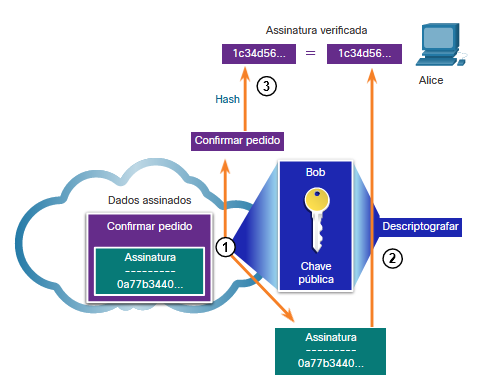 Assinatura verificada
1c34d56...
=
1c34d56...
Alice
3
Hash
Confirmar pedido
Bob
Dados assinados
Confirmar pedido
Assinatura
---------
0a77b3440...
1
Chave
pública
Descriptografar
2
Assinatura
---------
0a77b3440...